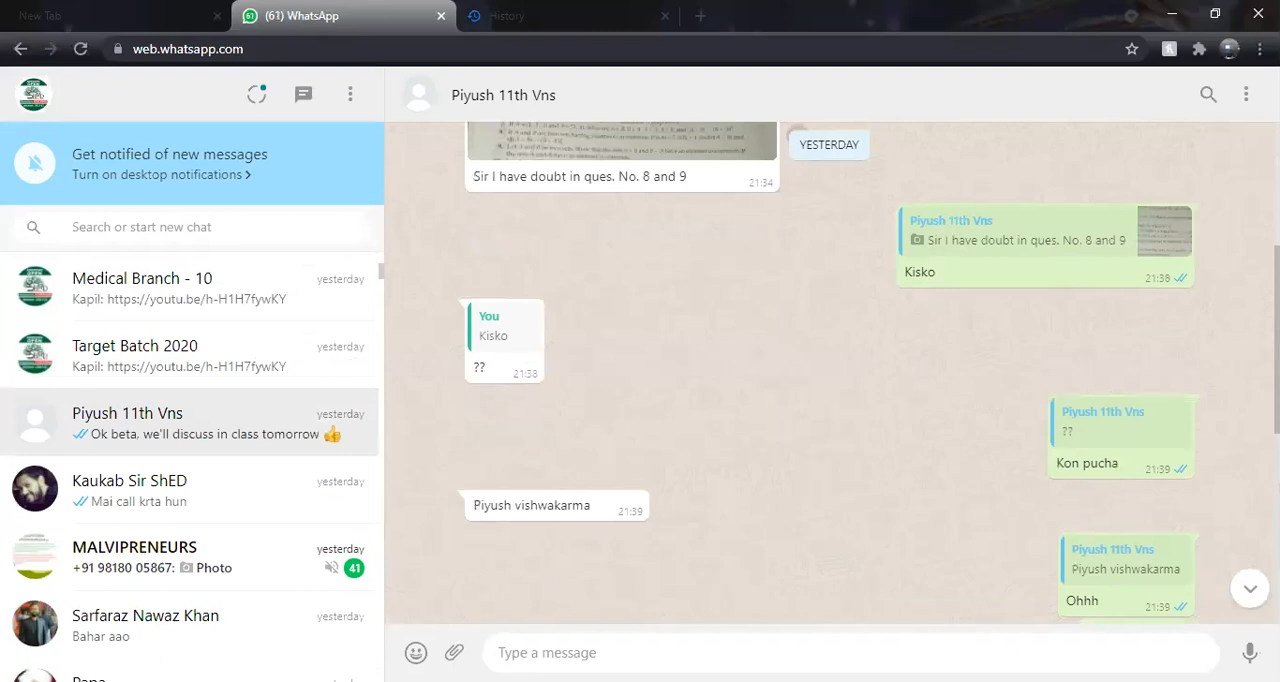 New Tab
(61) WhatsApp
History
web.whatsapp.com
Get notified of new messages
Turn on desktop notifications >
Search or start new chat
Medical Branch - 10
yesterday
Kapil: https://youtu.be/h-H1H7fywKY
Target Batch 2020
yesterday
Kapil: https://youtu.be/h-H1H7fywKY
Piyush 11th Vns
yesterday
Ok beta, we'll discuss in class tomorrow 👍
Kaukab Sir ShED
yesterday
Mai call krta hun
MALVIPRENEURS
yesterday
+91 98180 05867: Photo
41
Sarfaraz Nawaz Khan
yesterday
Bahar aao
Piyush 11th Vns
Sir I have doubt in ques. No. 8 and 9
21:34
YESTERDAY
Piyush 11th Vns
Sir I have doubt in ques. No. 8 and 9
Kisko
21:38
You
Kisko
??
21:38
Piyush 11th Vns
??
Kon pucha
21:39
Piyush vishwakarma
21:39
Piyush 11th Vns
Piyush vishwakarma
Ohhh
21:39
Type a message